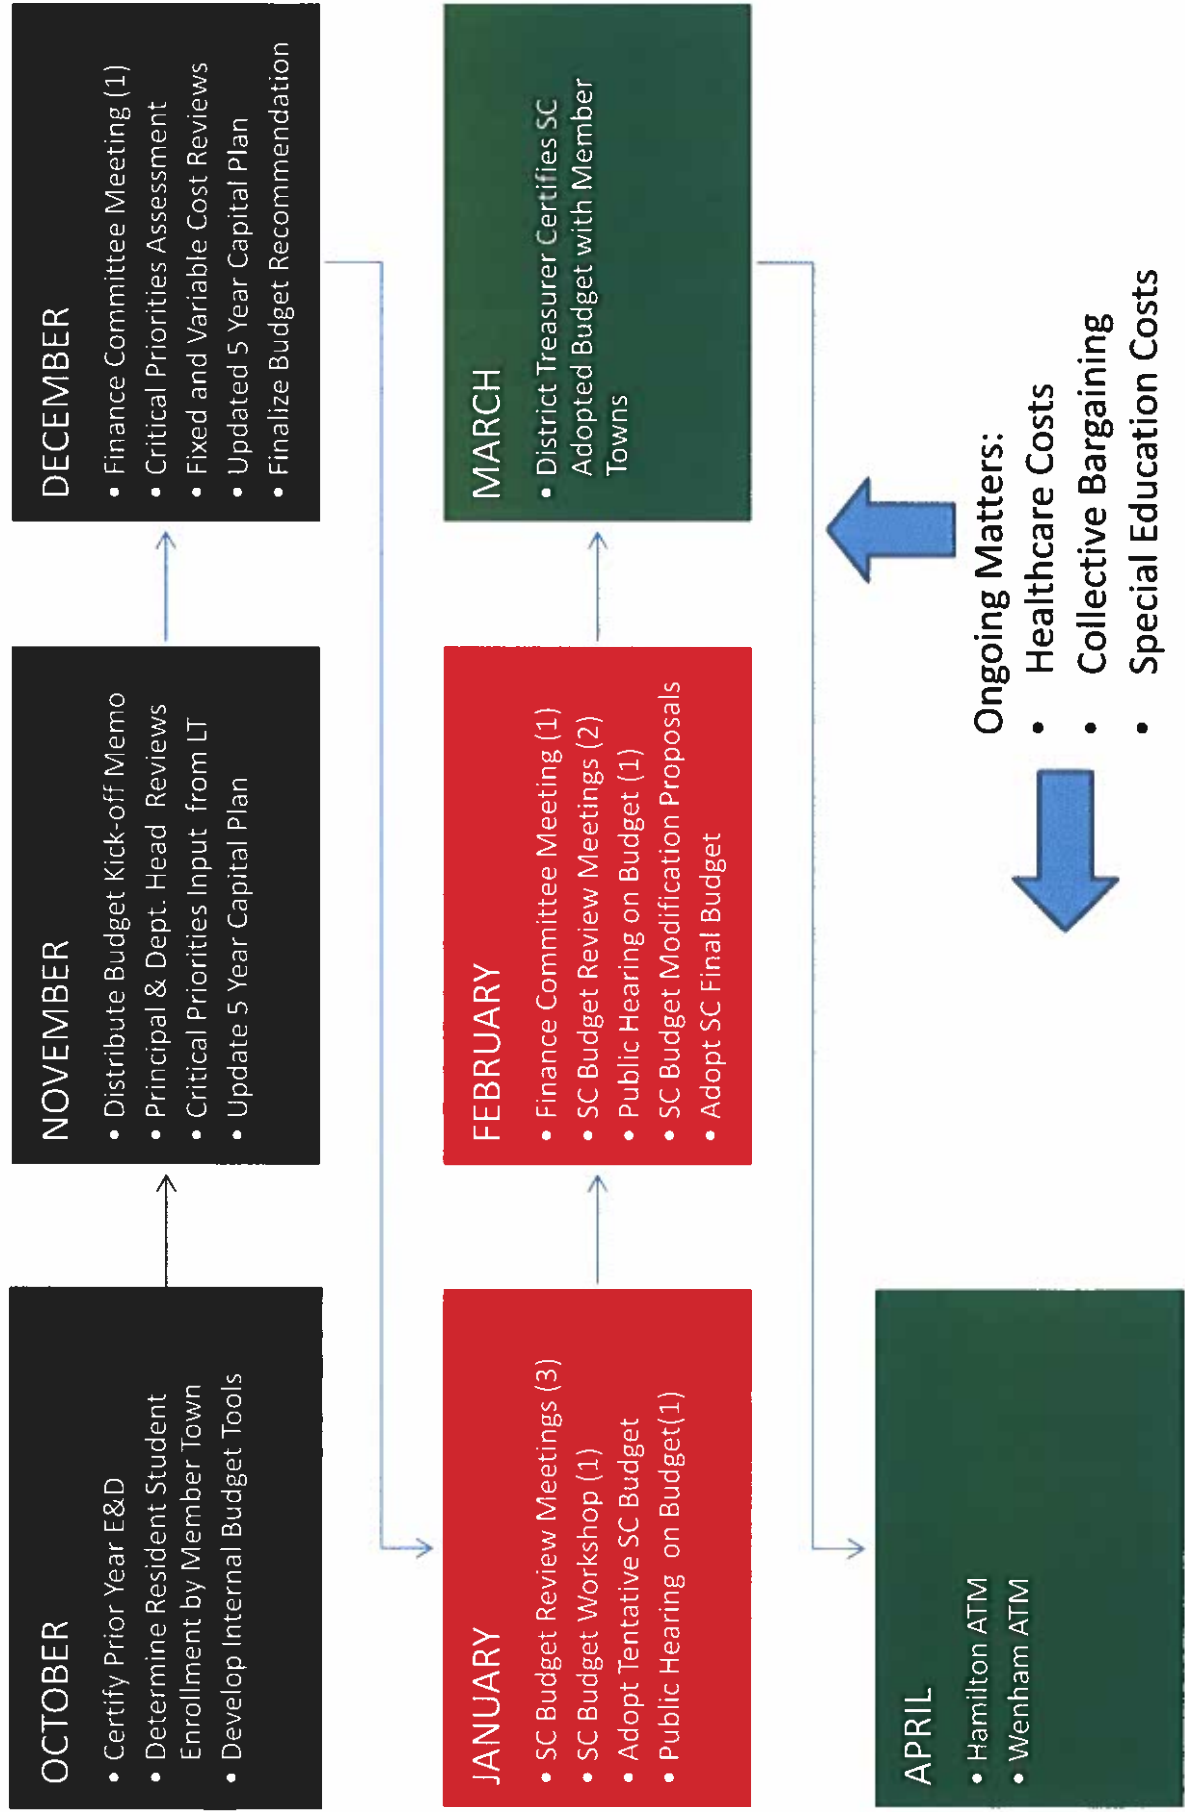 OCTOBER
• Certify Prior Year E&D
• Determine Resident Student
Enrollment by Member Town
• Develop Internal Budget Tools
NOVEMBER
• Distribute Budget Kick-off Memo
• Principal & Dept. Head Reviews
• Critical Priorities Input from LT
• Update 5 Year Capital Plan
DECEMBER
• Finance Committee Meeting (1)
• Critical Priorities Assessment
• Fixed and Variable Cost Reviews
• Updated 5 Year Capital Plan
• Finalize Budget Recommendation
JANUARY
• SC Budget Review Meetings (3)
• SC Budget Workshop (1)
• Adopt Tentative SC Budget
• Public Hearing on Budget(1)
FEBRUARY
• Finance Committee Meeting (1)
• SC Budget Review Meetings (2)
• Public Hearing on Budget (1)
• SC Budget Modification Proposals
• Adopt SC Final Budget
MARCH
• District Treasurer Certifies SC
Adopted Budget with Member
Towns
APRIL
• Hamilton ATM
• Wenham ATM
Ongoing Matters:
• Healthcare Costs
• Collective Bargaining
• Special Education Costs